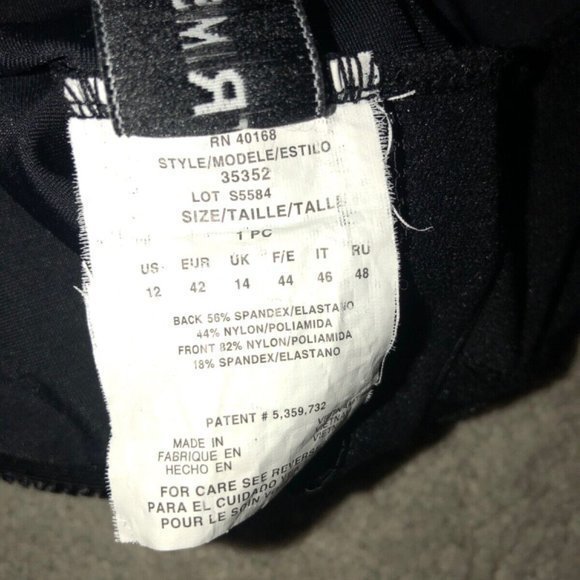 RN 40168
STYLE/MODELE/ESTILO
35352
LOT S5584
SIZE/TAILLE/TALL
1 PC
US EUR UK F/E IT RU
12 42 14 44 46 48
BACK 56% SPANDEX/ELASTANO
44% NYLON/POLIAMIDA
FRONT 82% NYLON/POLIAMIDA
18% SPANDEX/ELASTANO
PATENT # 5,359,732
MADE IN
FABRIQUE EN
HECHO EN
FOR CARE SEE REVERS
PARA EL CUIDADO
POUR LE SOIN